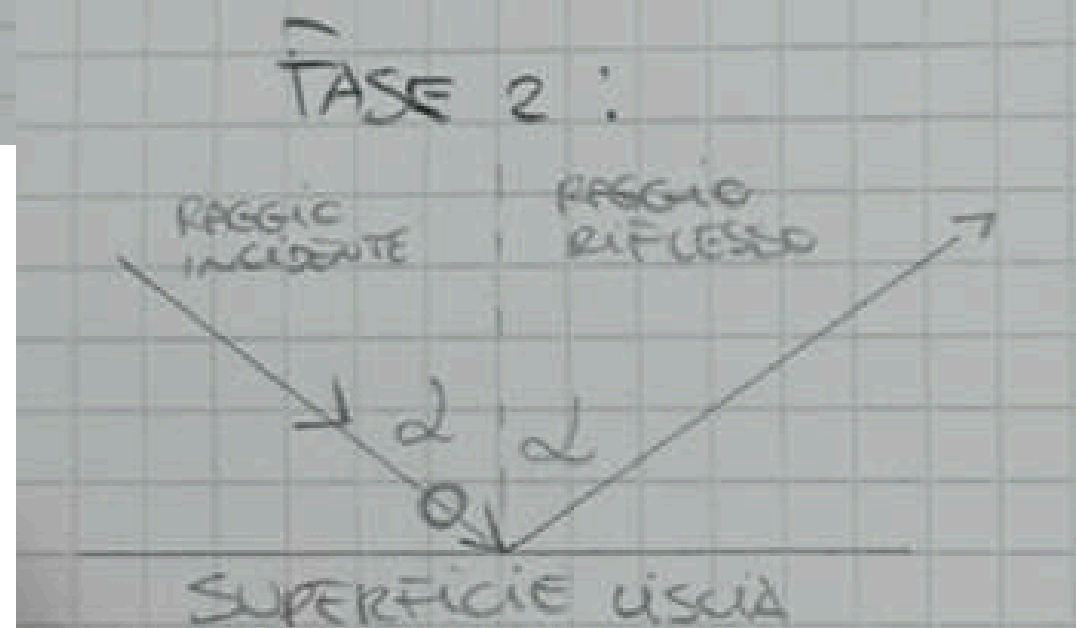 FASE 2 :
RAGGIO
INCIDENTE
RAGGIO
RIFLESSO
α α
SUPERFICIE LISCIA